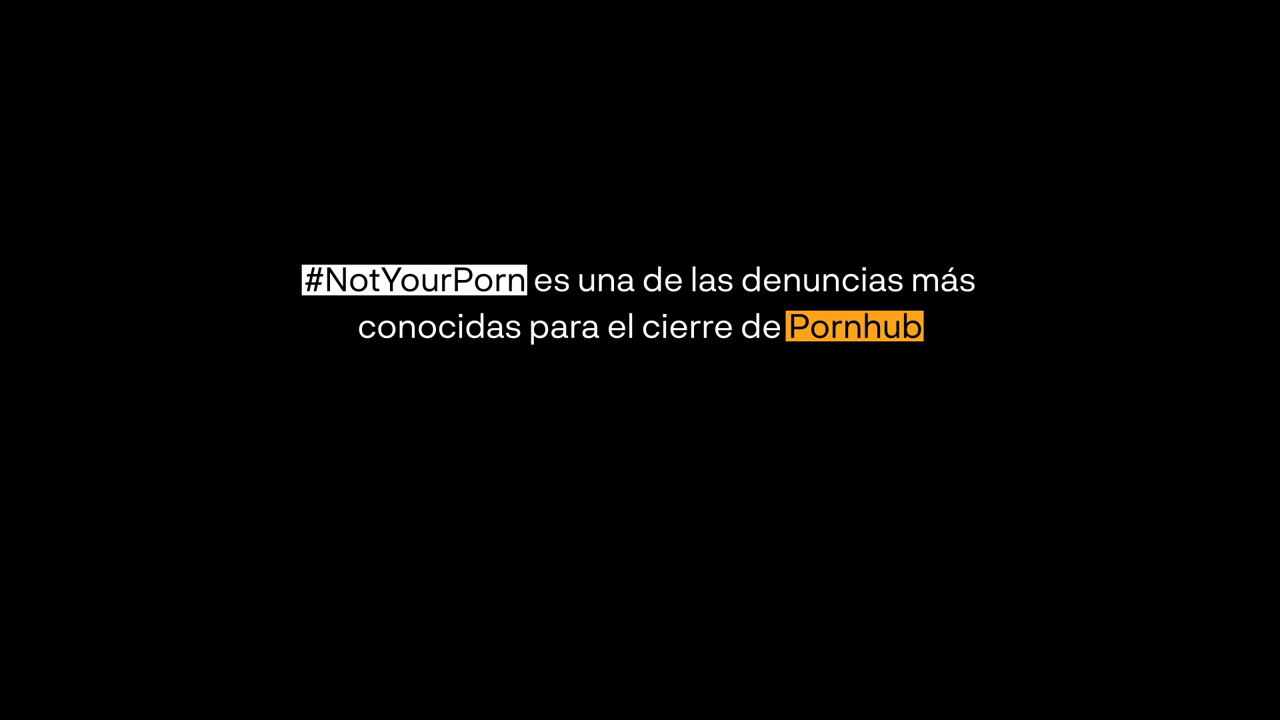 #NotYourPorn es una de las denuncias más
conocidas para el cierre de Pornhub